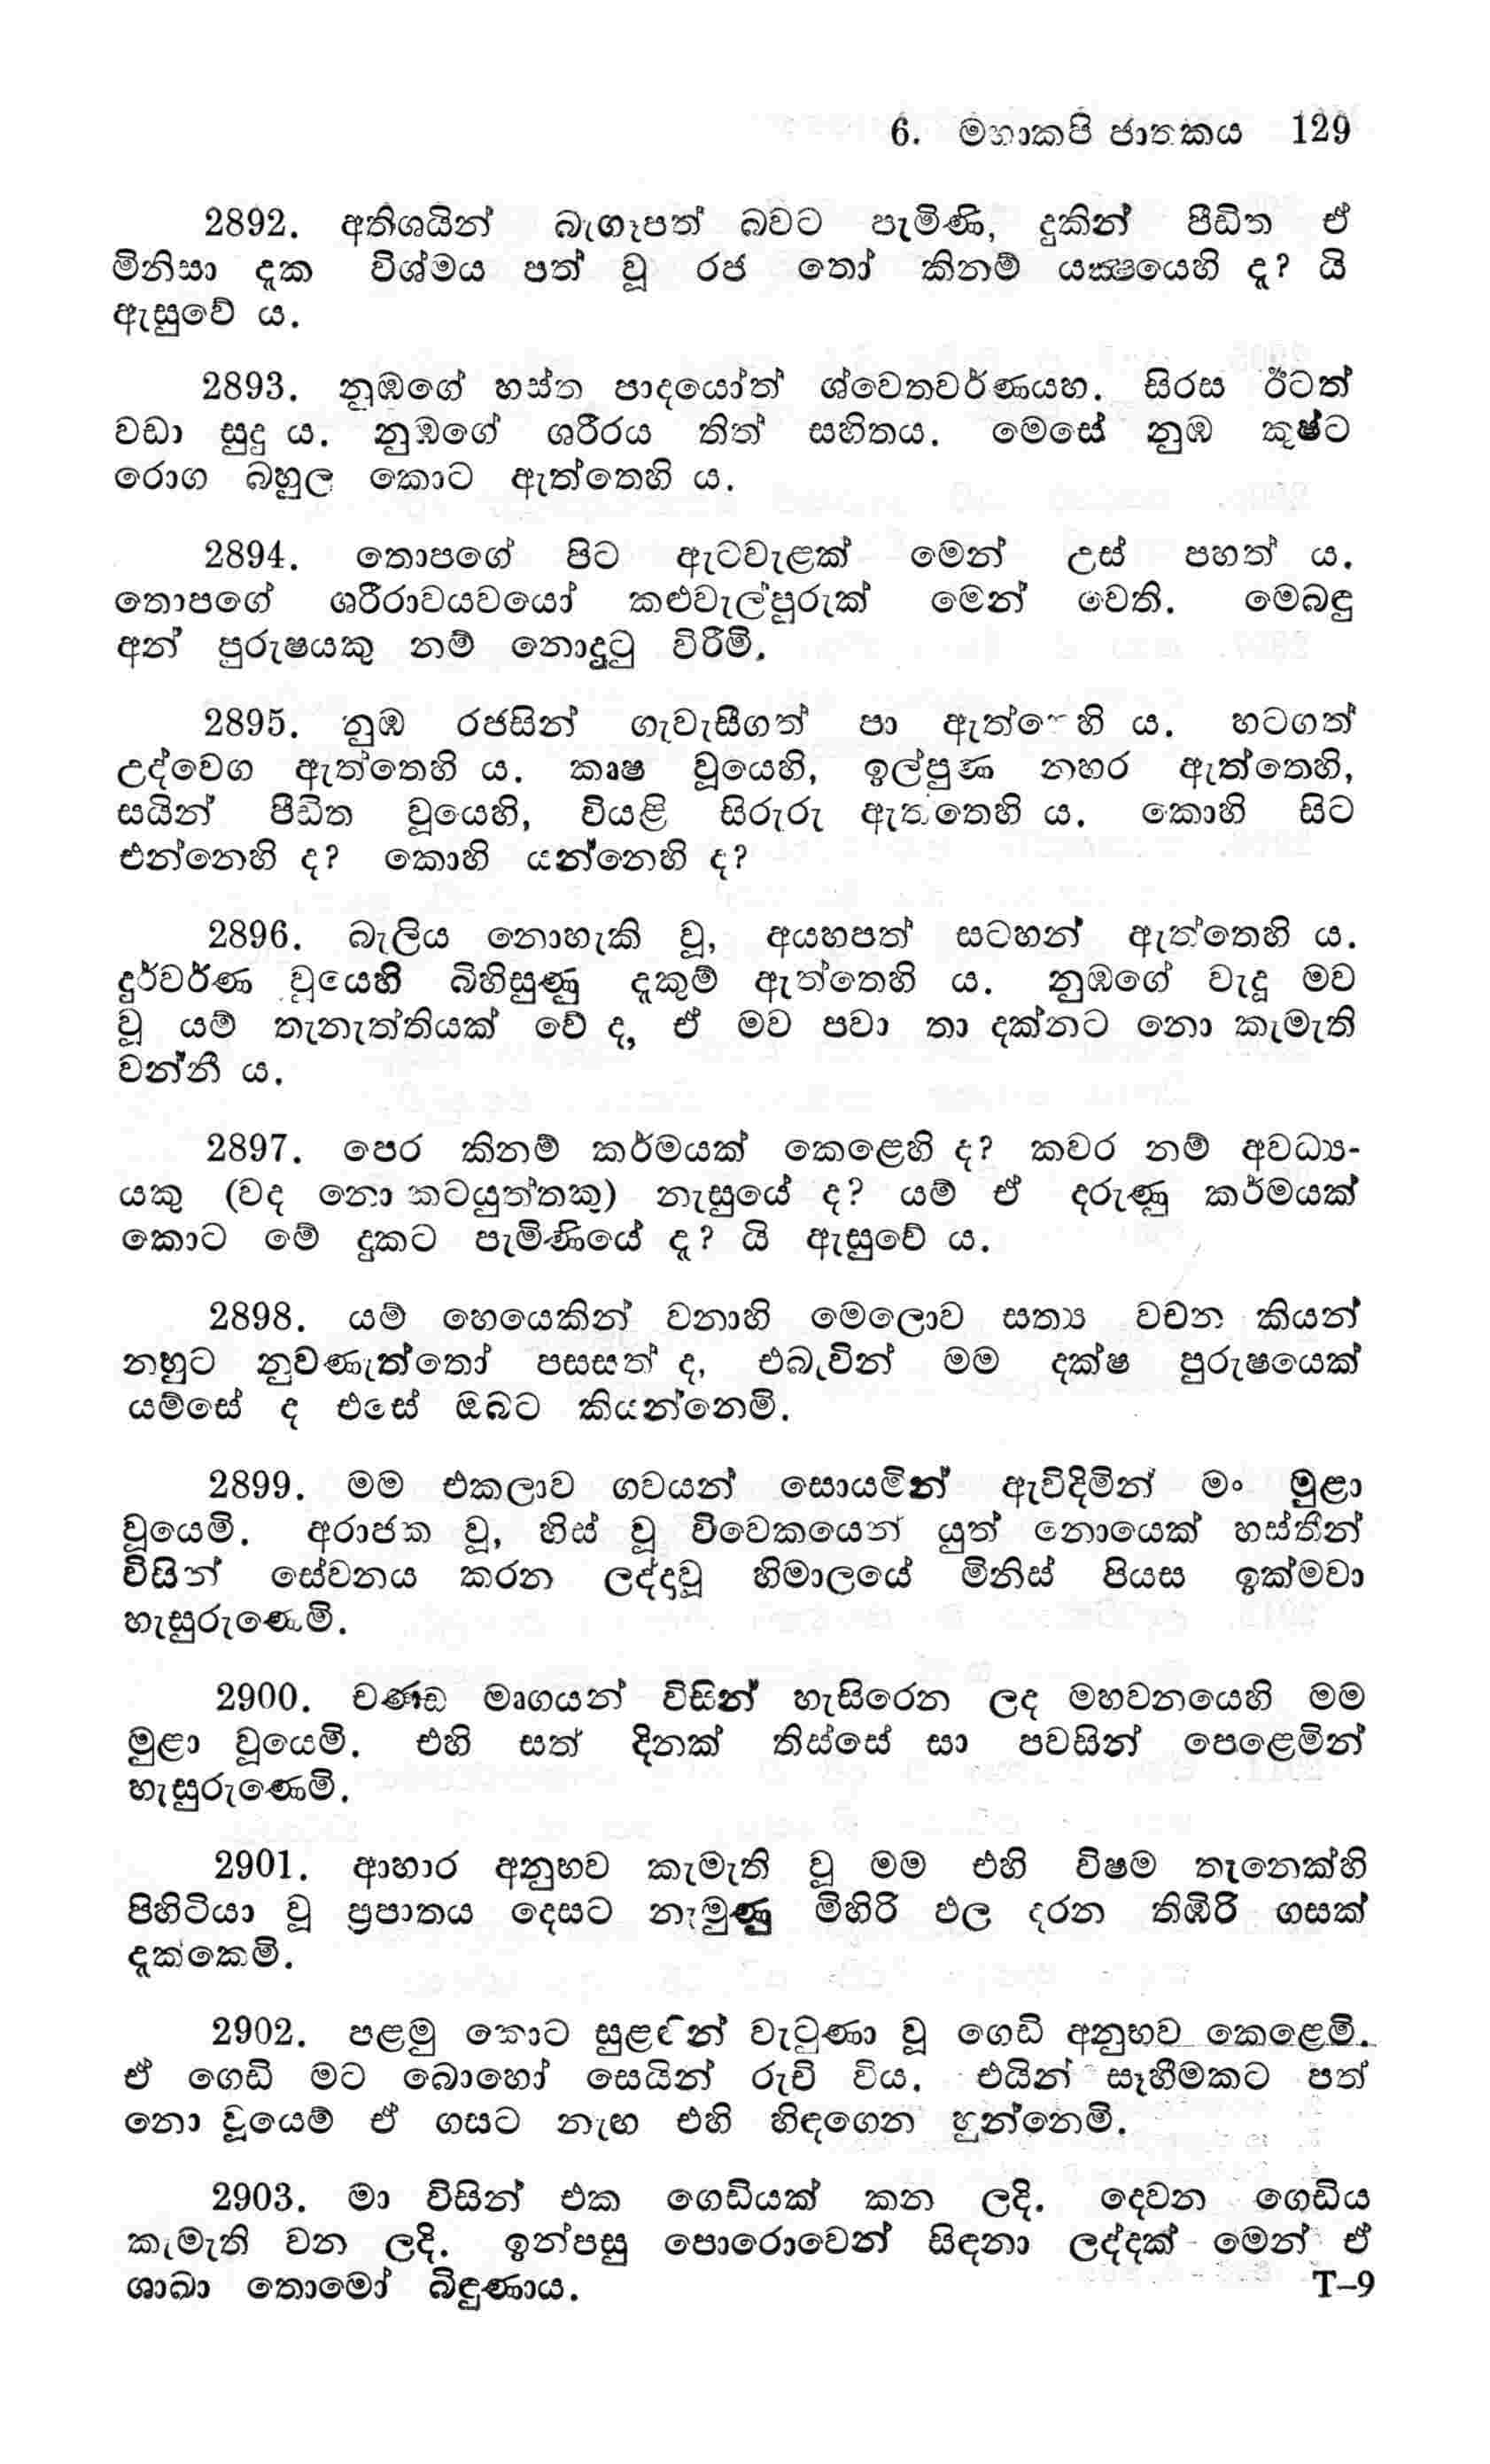 6. මහාකපි ජාතකය 129
2892. අතිශයින් බැගෑපත් බවට පැමිණි, දුකින් පීඩිත ඒ
මිනිසා දැක විශ්මය පත් වූ රජ තෝ කිනම් යක්‍ෂයෙහි ද? යි
ඇසුවේ ය.
2893. නුඹගේ හස්ත පාදයෝත් ශ්වෙතවර්ණයහ. සිරස ඊටත්
වඩා සුදු ය. නුඹගේ ශරීරය තිත් සහිතය. මෙසේ නුඹ කුෂ්ට
රොග බහුල කොට ඇත්තෙහි ය.
2894. තොපගේ පිට ඇටවැළක් මෙන් උස් පහත් ය.
තොපගේ ශරීරාවයවයෝ කළුවැල්පුරුක් මෙන් වෙති. මෙබඳු
අන් පුරුෂයකු නම් නොදුටු විරීමි.
2895. නුඹ රජසින් ගැවැසීගත් පා ඇත්තෙහි ය. හටගත්
උද්වෙග ඇත්තෙහි ය. කෘෂ වූයෙහි, ඉල්පුණ නහර ඇත්තෙහි,
සයින් පීඩිත වූයෙහි, වියළි සිරුරු ඇත්තෙහි ය. කොහි සිට
එන්නෙහි ද? කොහි යන්නෙහි ද?
2896. බැලිය නොහැකි වූ, අයහපත් සටහන් ඇත්තෙහි ය.
දුර්වර්ණ වූයෙහි බිහිසුණු දැකුම් ඇත්තෙහි ය. නුඹගේ වැදූ මව
වූ යම් තැනැත්තියක් වේ ද, ඒ මව පවා තා දක්නට නො කැමැති
වන්නී ය.
2897. පෙර කිනම් කර්මයක් කෙළෙහි ද? කවර නම් අවධ්‍ය-
යකු (වද නො කටයුත්තකු) නැසුයේ ද? යම් ඒ දරුණු කර්මයක්
කොට මේ දුකට පැමිණියේ ද? යි ඇසුවේ ය.
2898. යම් හෙයෙකින් වනාහි මෙලොව සත්‍ය වචන කියන්
නහුට නුවණැත්තෝ පසසත් ද, එබැවින් මම දක්ෂ පුරුෂයෙක්
යම්සේ ද එසේ ඔබට කියන්නෙමි.
2899. මම එකලාව ගවයන් සොයමින් ඇවිදිමින් මං මුළා
වූයෙමි. අරාජක වූ, හිස් වූ විවෙකයෙන් යුත් නොයෙක් හස්තීන්
විසින් සේවනය කරන ලද්දවූ හිමාලයේ මිනිස් පියස ඉක්මවා
හැසුරුණෙමි.
2900. චණ්ඩ මෘගයන් විසින් හැසිරෙන ලද මහවනයෙහි මම
මුළා වූයෙමි. එහි සත් දිනක් තිස්සේ සා පවසින් පෙළෙමින්
හැසුරුණෙමි.
2901. ආහාර අනුභව කැමැති වූ මම එහි විෂම තැනෙක්හි
පිහිටියා වූ ප්‍රපාතය දෙසට නැමුණු මිහිරි ඵල දරන තිඹිරි ගසක්
දැක්කෙමි.
2902. පළමු කොට සුළඟින් වැටුණා වූ ගෙඩි අනුභව කෙළෙමි.
ඒ ගෙඩි මට බොහෝ සෙයින් රුචි විය. එයින් සෑහීමකට පත්
නො වූයෙම් ඒ ගසට නැඟ එහි හිඳගෙන හුන්නෙමි.
2903. මා විසින් එක ගෙඩියක් කන ලදි. දෙවන ගෙඩිය
කැමැති වන ලදි. ඉන්පසු පොරොවෙන් සිඳනා ලද්දක් මෙන් ඒ
ශාඛා තොමෝ බිඳුණාය. T–9